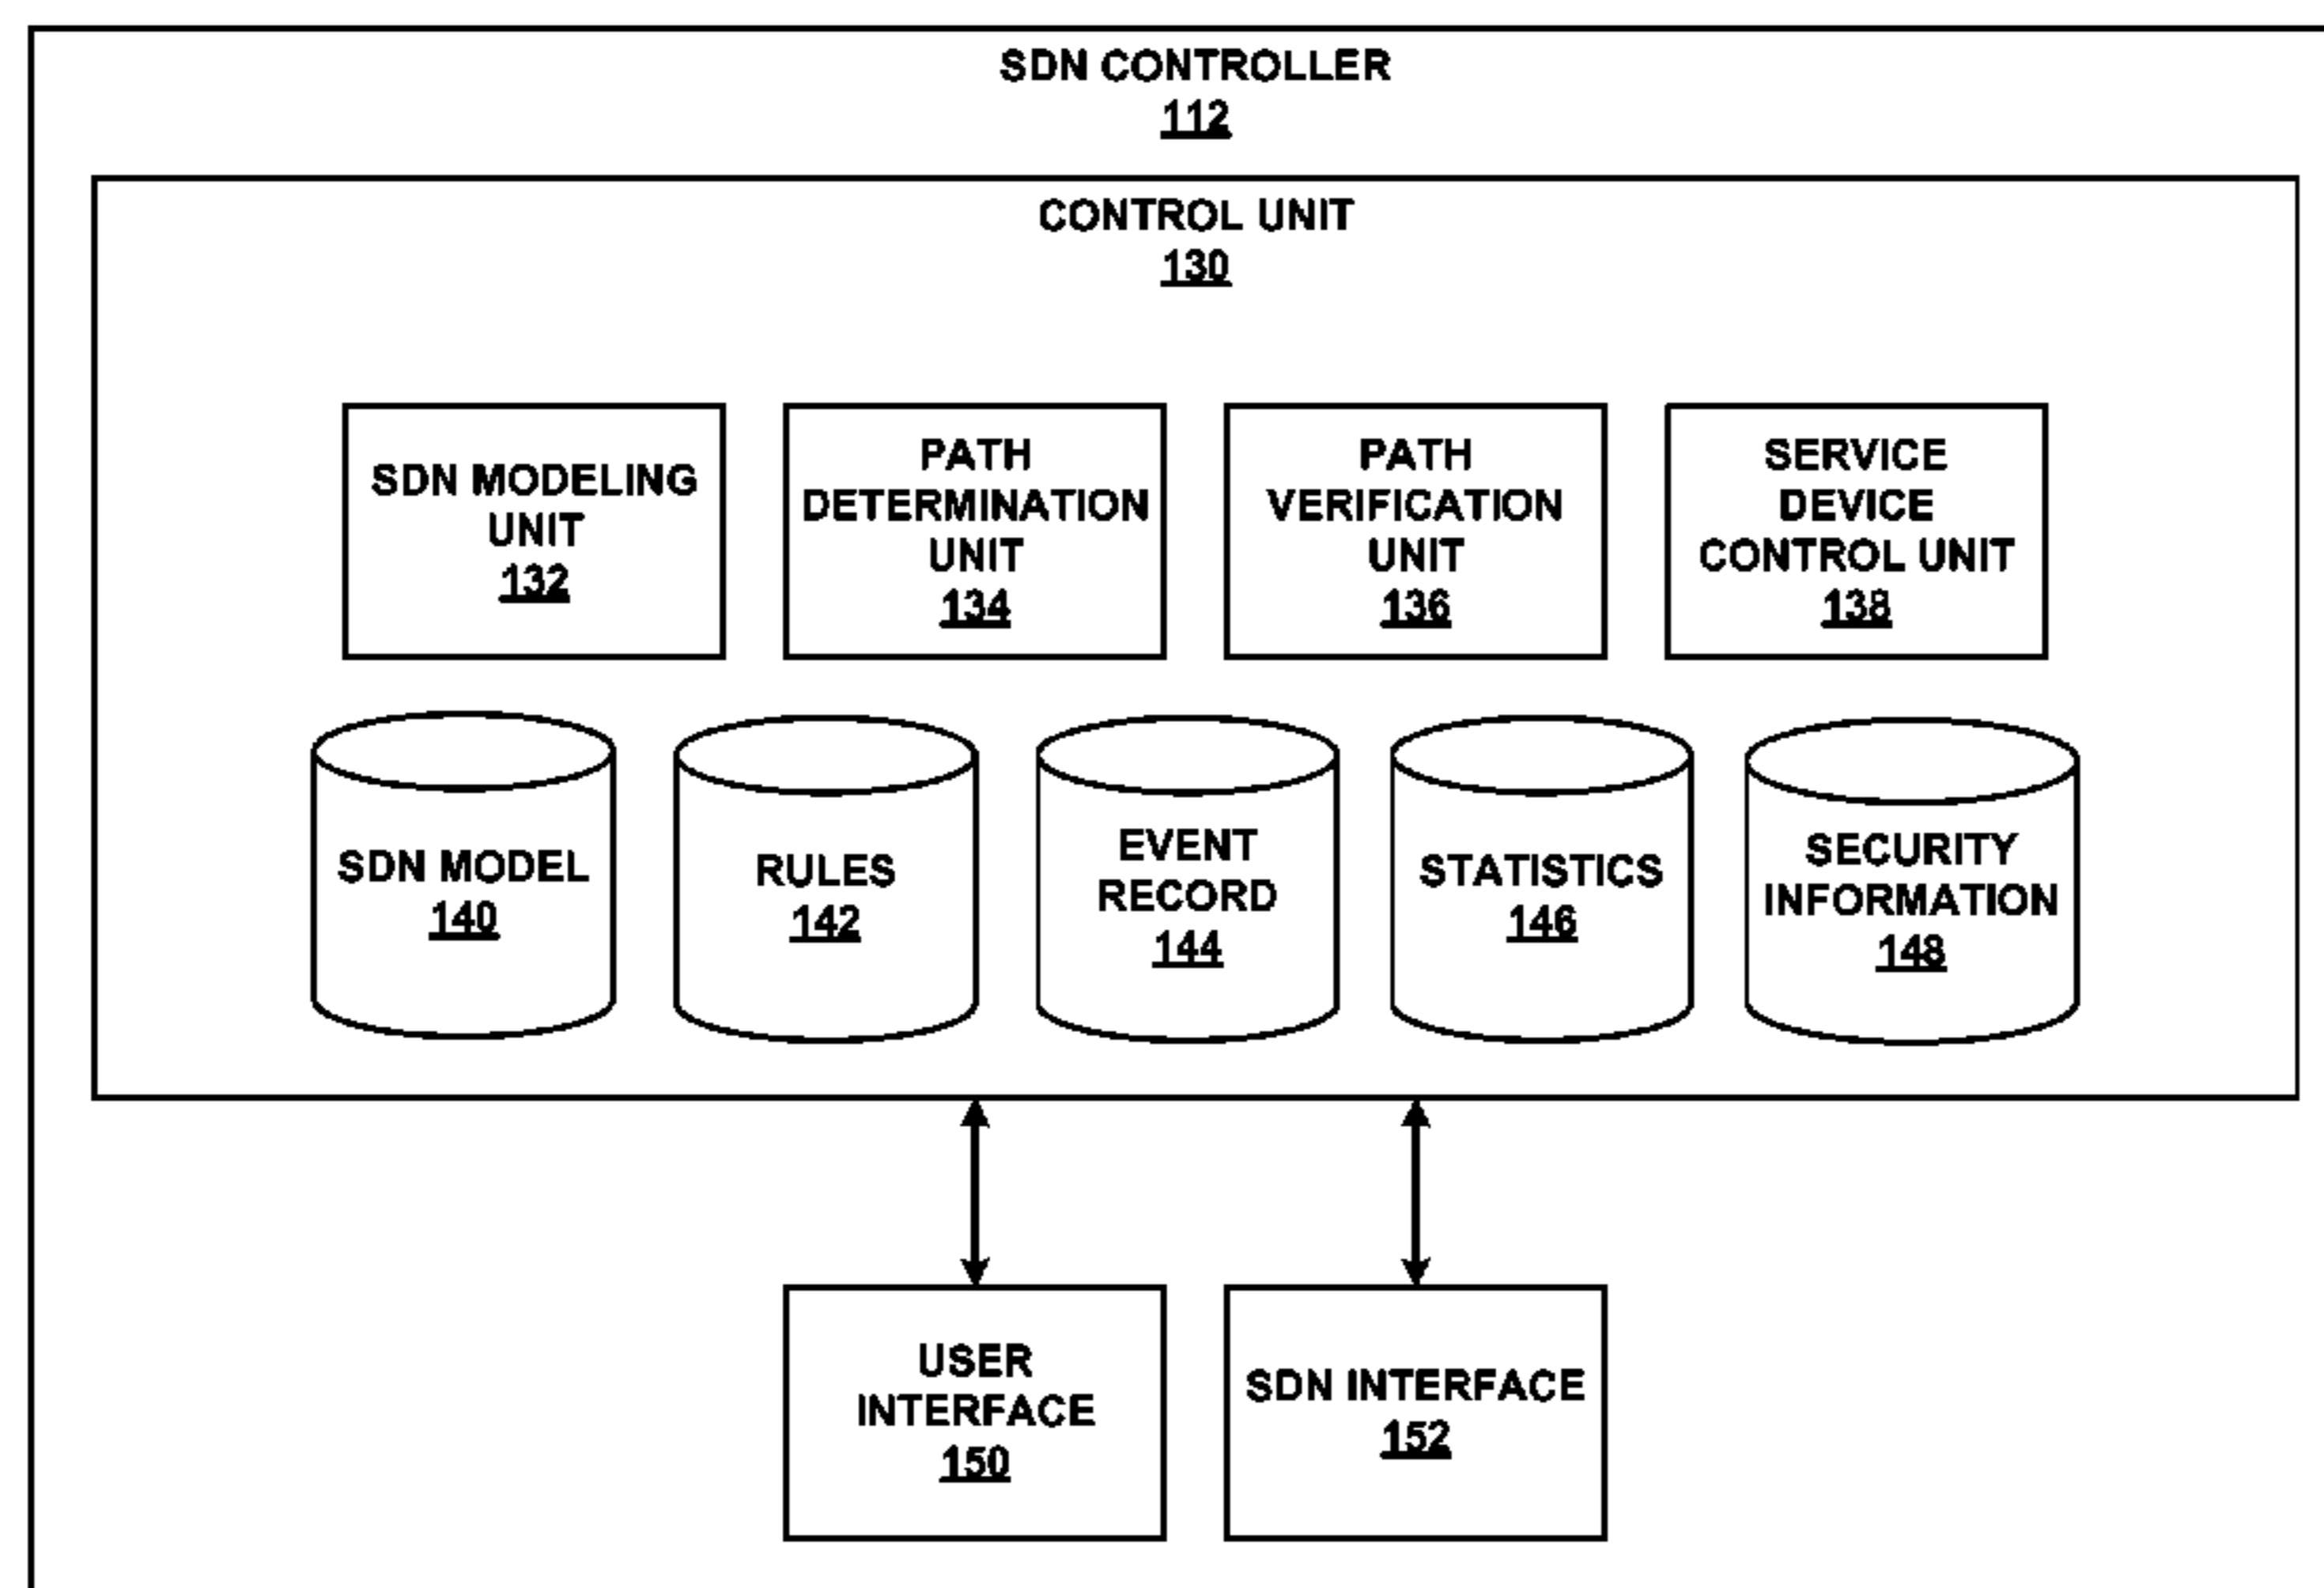 SDN CONTROLLER
112
CONTROL UNIT
130
SDN MODELING
UNIT
132
PATH
DETERMINATION
UNIT
134
PATH
VERIFICATION
UNIT
136
SERVICE
DEVICE
CONTROL UNIT
138
SDN MODEL
140
RULES
142
EVENT
RECORD
144
STATISTICS
146
SECURITY
INFORMATION
148
USER
INTERFACE
150
SDN INTERFACE
152